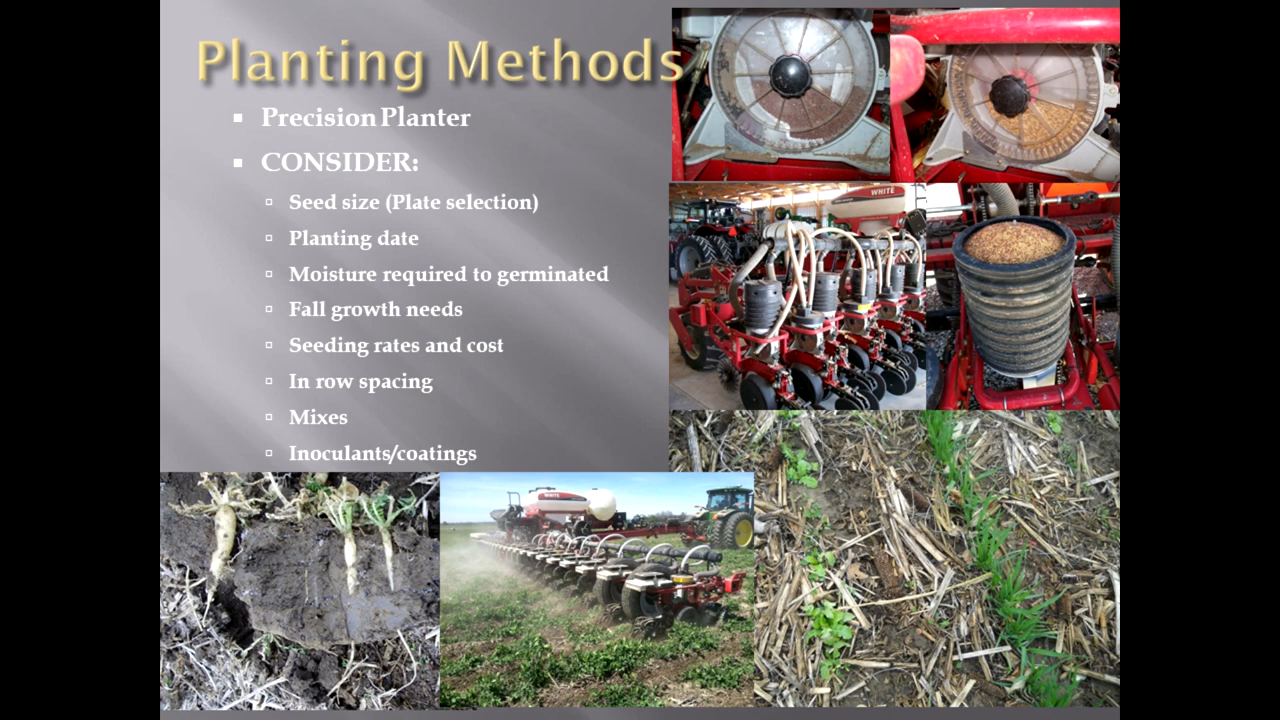 Planting Methods
Precision Planter
CONSIDER:
Seed size (Plate selection)
Planting date
Moisture required to germinated
Fall growth needs
Seeding rates and cost
In row spacing
Mixes
Inoculants/coatings
WHITE
WHITE